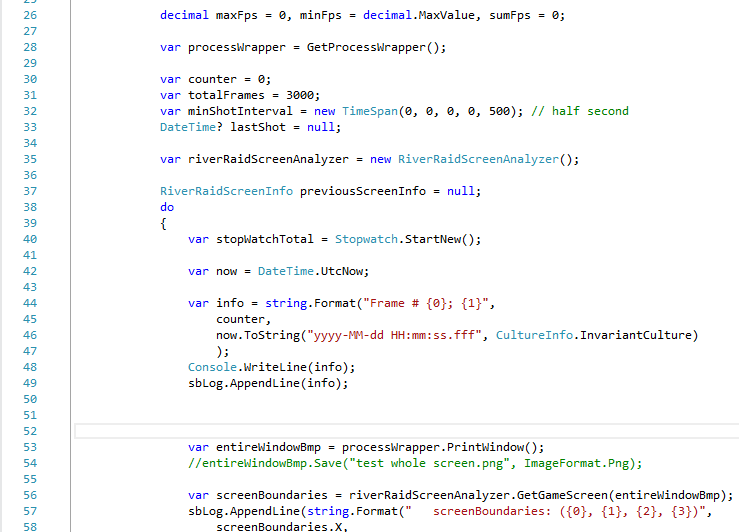 26 decimal maxFps = 0, minFps = decimal.MaxValue, sumFps = 0;
27
28 var processWrapper = GetProcessWrapper();
29
30 var counter = 0;
31 var totalFrames = 3000;
32 var minShotInterval = new TimeSpan(0, 0, 0, 0, 500); // half second
33 DateTime? lastShot = null;
34
35 var riverRaidScreenAnalyzer = new RiverRaidScreenAnalyzer();
36
37 RiverRaidScreenInfo previousScreenInfo = null;
38 do
39 {
40 var stopWatchTotal = Stopwatch.StartNew();
41
42 var now = DateTime.UtcNow;
43
44 var info = string.Format("Frame # {0}; {1}",
45 counter,
46 now.ToString("yyyy-MM-dd HH:mm:ss.fff", CultureInfo.InvariantCulture)
47 );
48 Console.WriteLine(info);
49 sbLog.AppendLine(info);
50
51
52
53 var entireWindowBmp = processWrapper.PrintWindow();
54 //entireWindowBmp.Save("test whole screen.png", ImageFormat.Png);
55
56 var screenBoundaries = riverRaidScreenAnalyzer.GetGameScreen(entireWindowBmp);
57 sbLog.AppendLine(string.Format("   screenBoundaries: ({0}, {1}, {2}, {3})",
58 screenBoundaries.X,